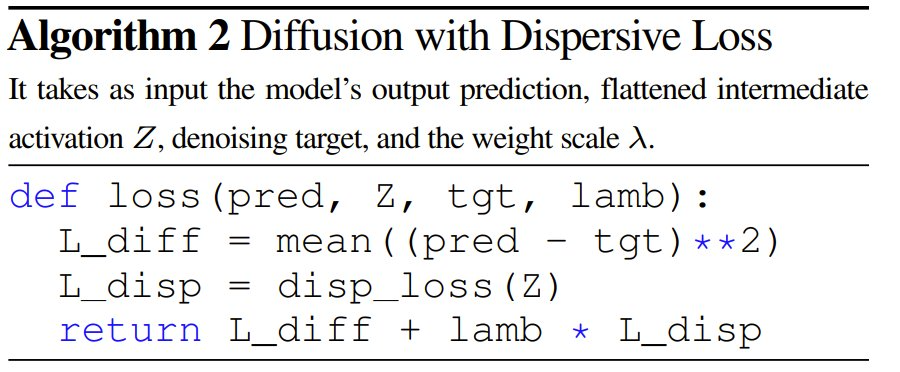 Algorithm 2 Diffusion with Dispersive Loss
It takes as input the model's output prediction, flattened intermediate
activation Z, denoising target, and the weight scale λ.
def loss(pred, Z, tgt, lamb):
  L_diff = mean((pred - tgt)**2)
  L_disp = disp_loss(Z)
  return L_diff + lamb * L_disp